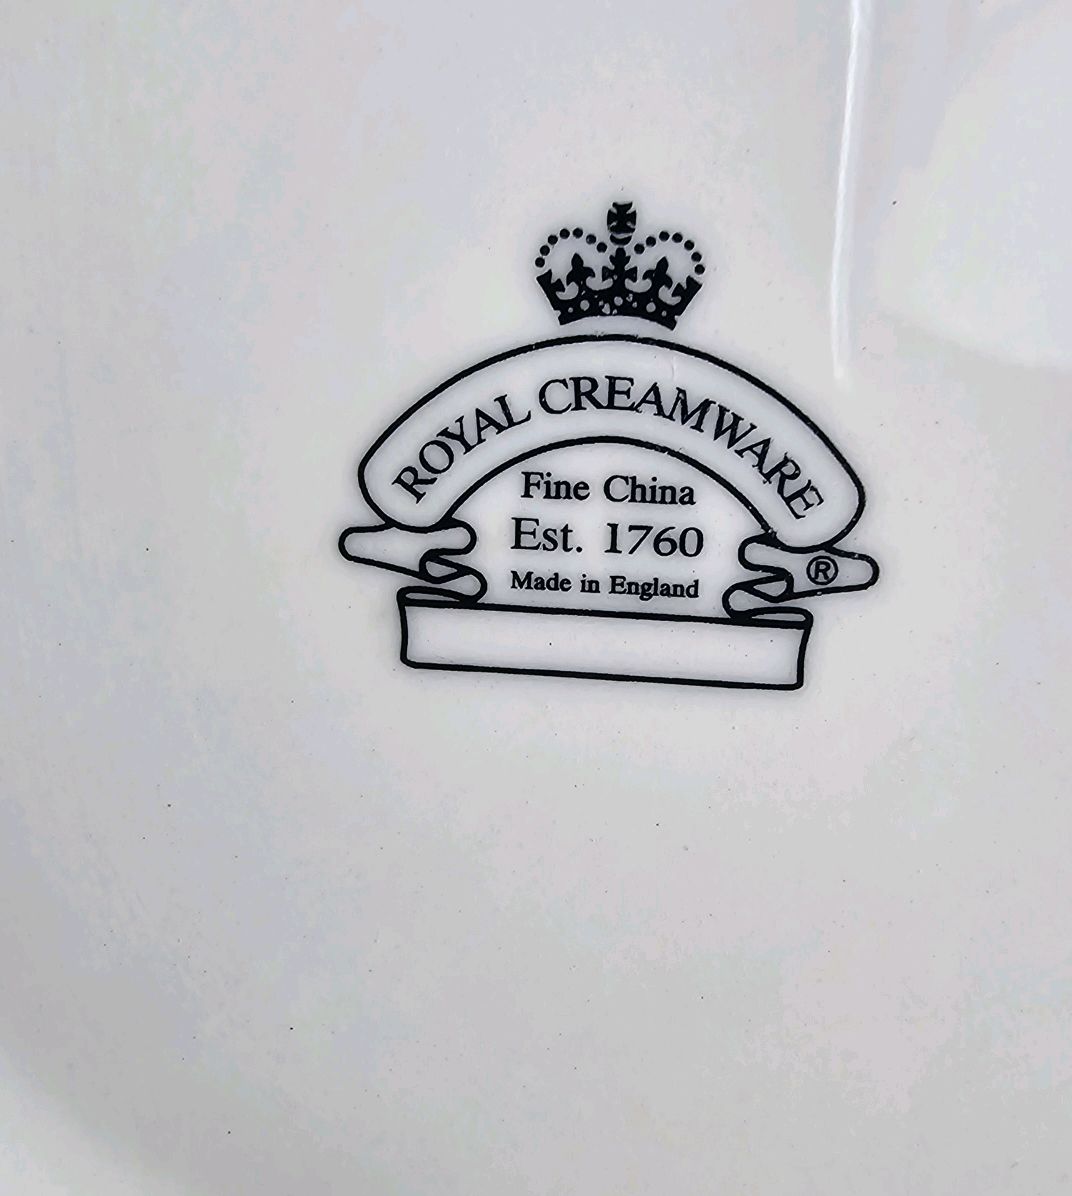 ROYAL CREAMWARE
Fine China
Est. 1760
Made in England
®